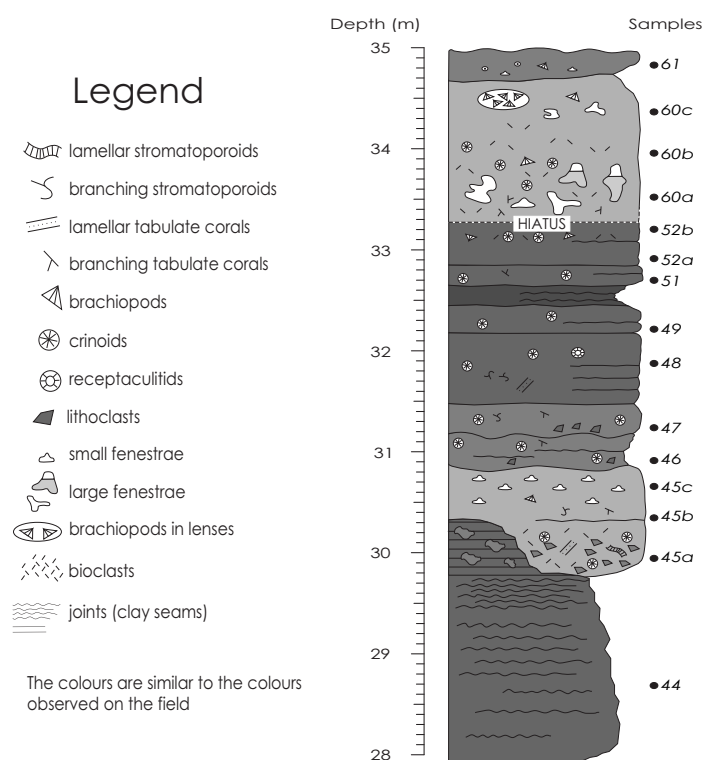 Legend
lamellar stromatoporoids
branching stromatoporoids
lamellar tabulate corals
branching tabulate corals
brachiopods
crinoids
receptaculitids
lithoclasts
small fenestrae
large fenestrae
brachiopods in lenses
bioclasts
joints (clay seams)
The colours are similar to the colours
observed on the field
Depth (m)
Samples
35
61
60c
34
60b
60a
HIATUS
52b
33
52a
51
49
32
48
47
31
46
45c
45b
30
45a
29
44
28